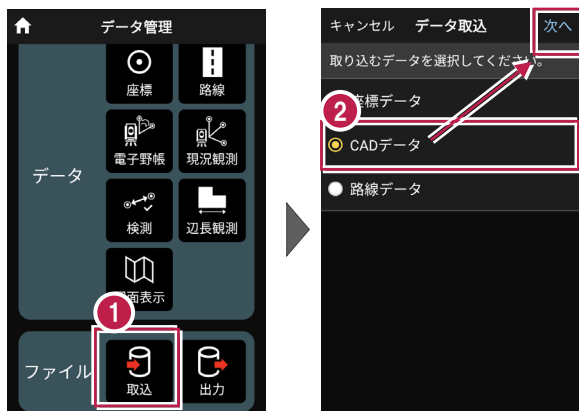 データ管理
座標
路線
電子野帳
現況観測
データ
検測
辺長観測
面表示
1
ファイル
取込
出力
キャンセル
データ取込
次へ
取り込むデータを選択してください。
2
標データ
CADデータ
路線データ